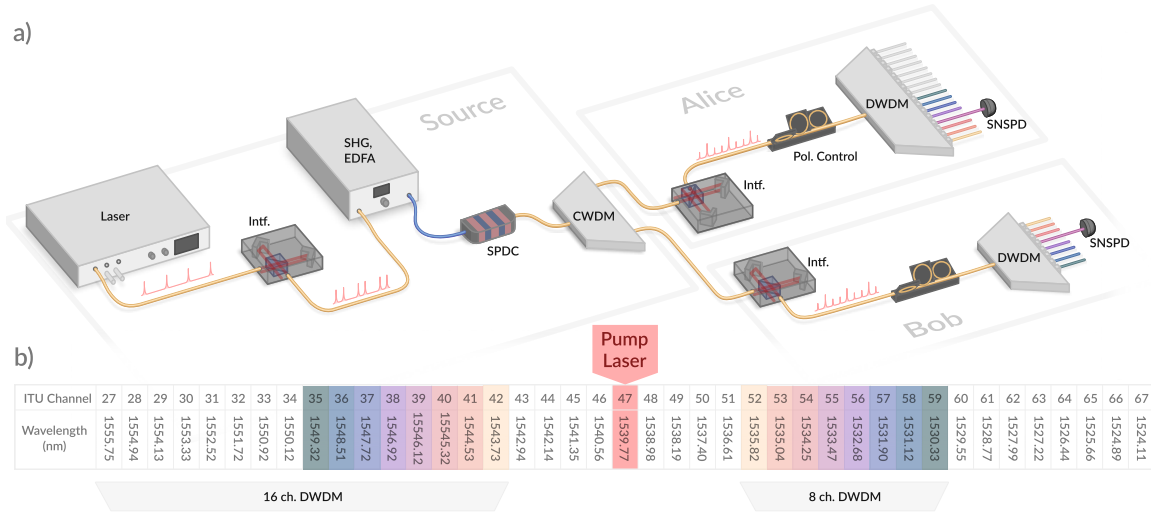 a)
Source
Alice
Bob
Laser
Intf.
SHG,
EDFA
SPDC
CWDM
Intf.
Pol. Control
DWDM
SNSPD
Intf.
DWDM
SNSPD
b)
Pump
Laser
ITU Channel 27 28 29 30 31 32 33 34 35 36 37 38 39 40 41 42 43 44 45 46 47 48 49 50 51 52 53 54 55 56 57 58 59 60 61 62 63 64 65 66 67
Wavelength
(nm)
1555.75 1554.94 1554.13 1553.33 1552.52 1551.72 1550.92 1550.12 1549.32 1548.51 1547.72 1546.92 1546.12 15545.32 1544.53 1543.73 1542.94 1542.14 1541.35 1540.56 1539.77 1538.98 1538.19 1537.40 1536.61 1535.82 1535.04 1534.25 1533.47 1532.68 1531.90 1531.12 1530.33 1529.55 1528.77 1527.99 1527.22 1526.44 1525.66 1524.89 1524.11
16 ch. DWDM
8 ch. DWDM